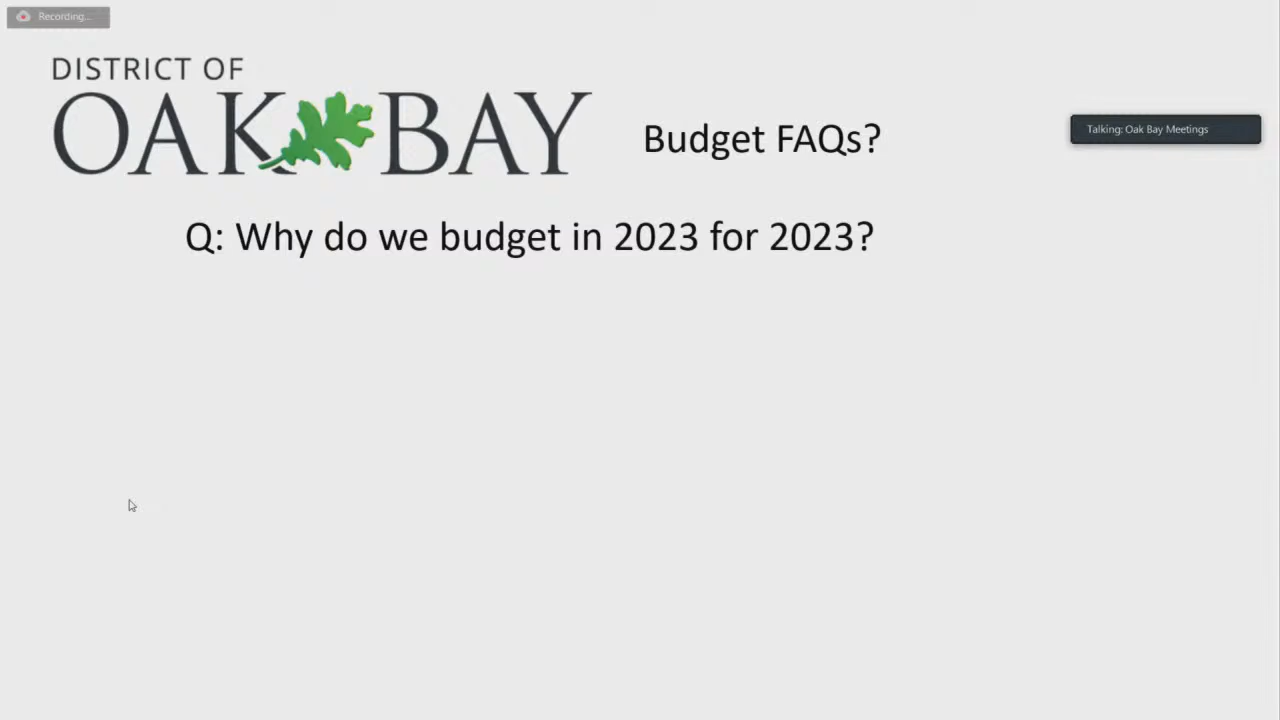 Recording...
DISTRICT OF
OAK BAY
Budget FAQs?
Talking: Oak Bay Meetings
Q: Why do we budget in 2023 for 2023?